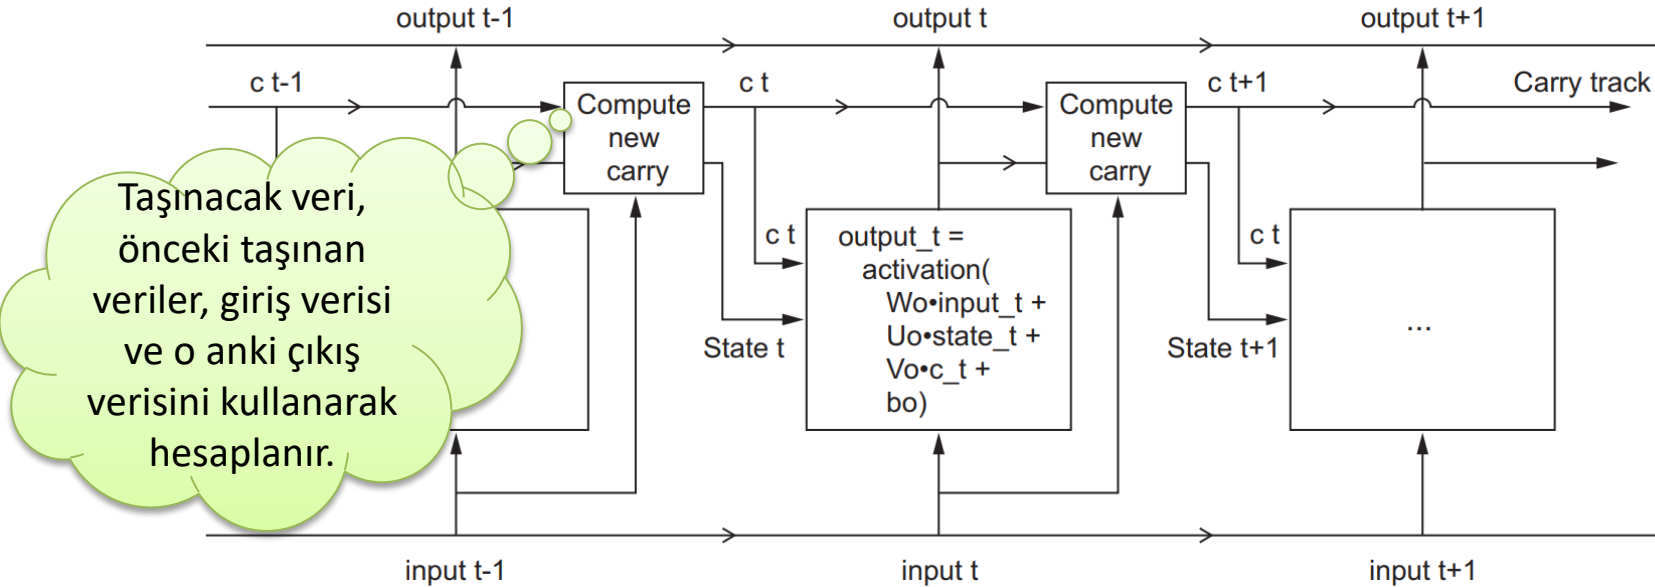 output t-1
output t
output t+1
c t-1
c t
c t+1
Carry track
Compute
new
carry
Compute
new
carry
Taşınacak veri,
önceki taşınan
veriler, giriş verisi
ve o anki çıkış
verisini kullanarak
hesaplanır.
c t
State t
output_t =
activation(
Wo•input_t +
Uo•state_t +
Vo•c_t +
bo)
c t
State t+1
...
input t-1
input t
input t+1